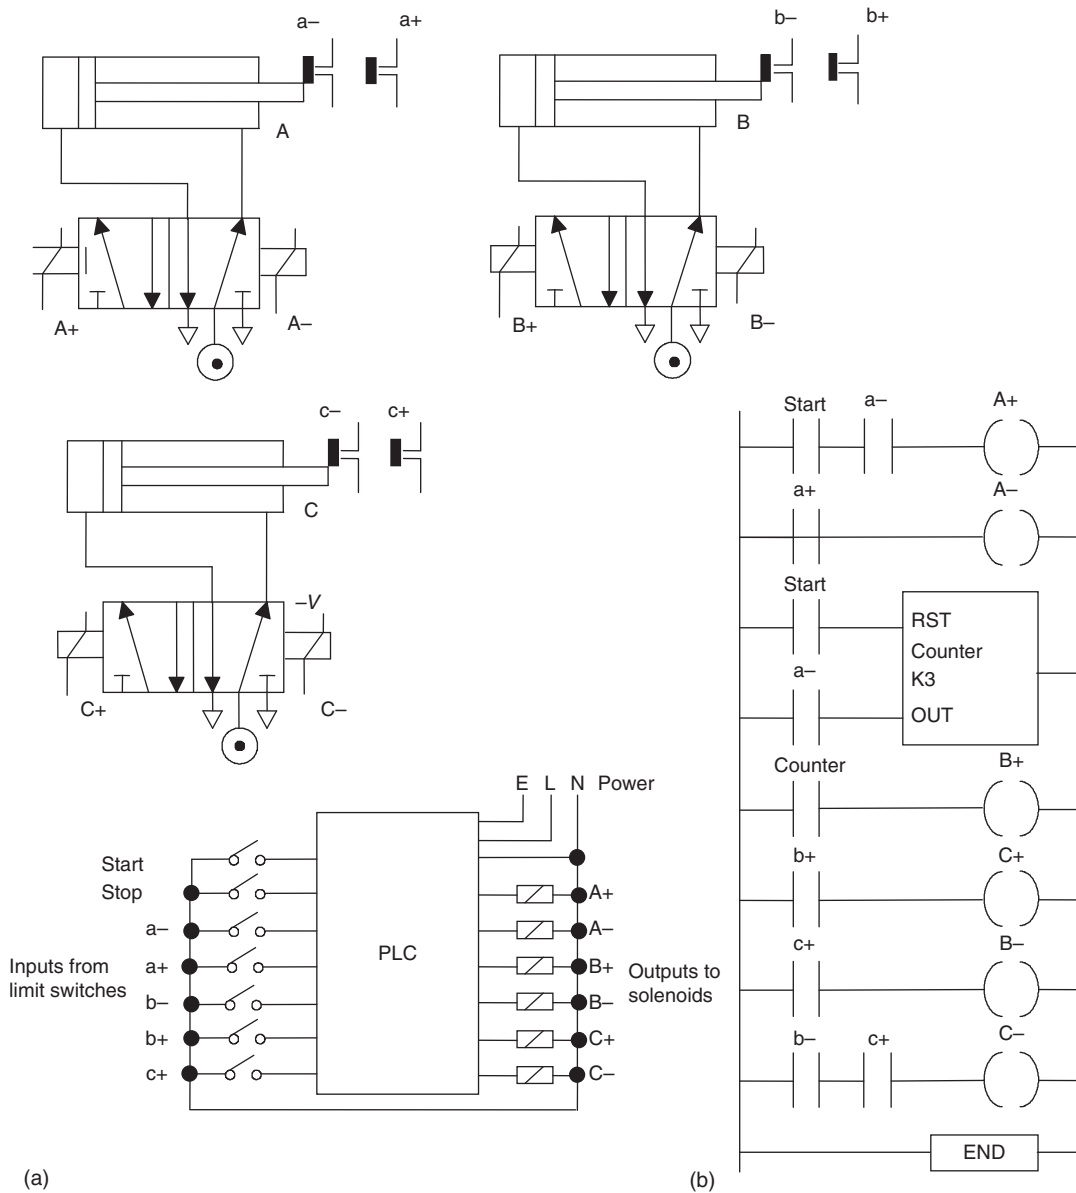 a–
a+
b–
b+
A
B
A+
A–
B+
B–
c–
c+
C
–V
C+
C–
E L N Power
Start
Stop
a–
a+
b–
b+
c+
Inputs from
limit switches
PLC
A+
A–
B+
B–
C+
C–
Outputs to
solenoids
(a)
Start
a–
A+
a+
A–
Start
RST
Counter
K3
a–
OUT
Counter
B+
b+
C+
c+
B–
b–
c+
C–
END
(b)